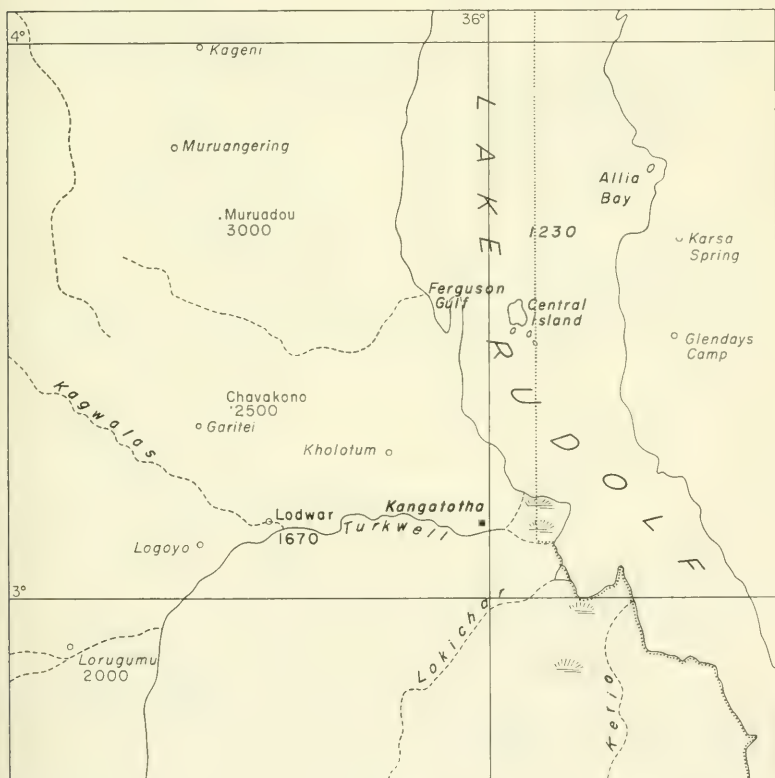 36°
4°
Kageni
LAKE RUDOLF
Muruangering
Allia
Bay
Muruadou
3000
1230
Karsa
Spring
Ferguson
Gulf
Central
Island
Glendays
Camp
Kagwalas
Chavakono
2500
Garitei
Kholotum
Kangatotha
Lodwar
1670
Turkwell
Logoyo
3°
Lokichar
Lorugumu
2000
Kerio